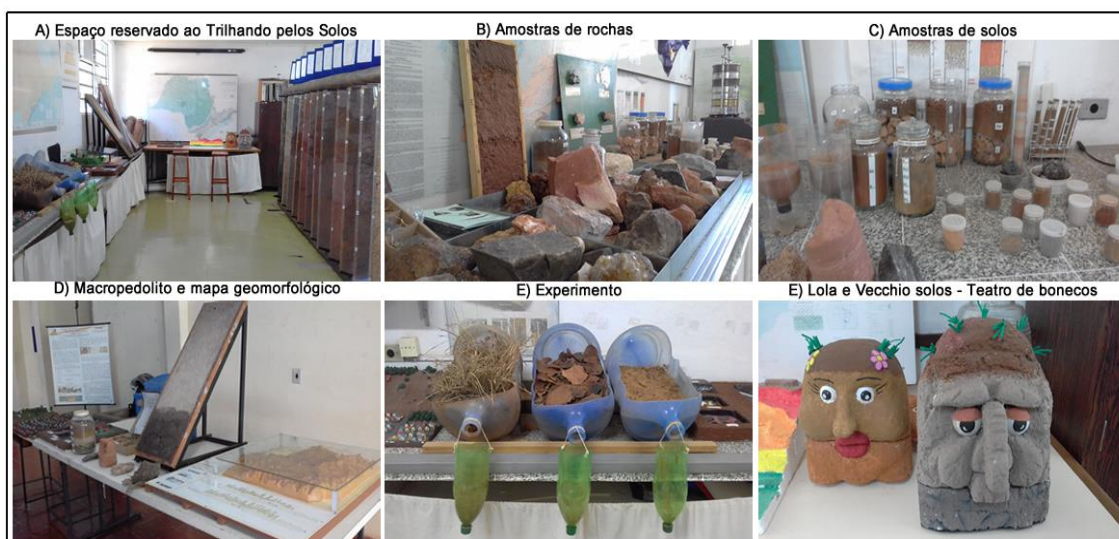 A) Espaço reservado ao Trilhando pelos Solos
B) Amostras de rochas
C) Amostras de solos
D) Macropedolito e mapa geomorfológico
E) Experimento
E) Lola e Vecchio solos - Teatro de bonecos